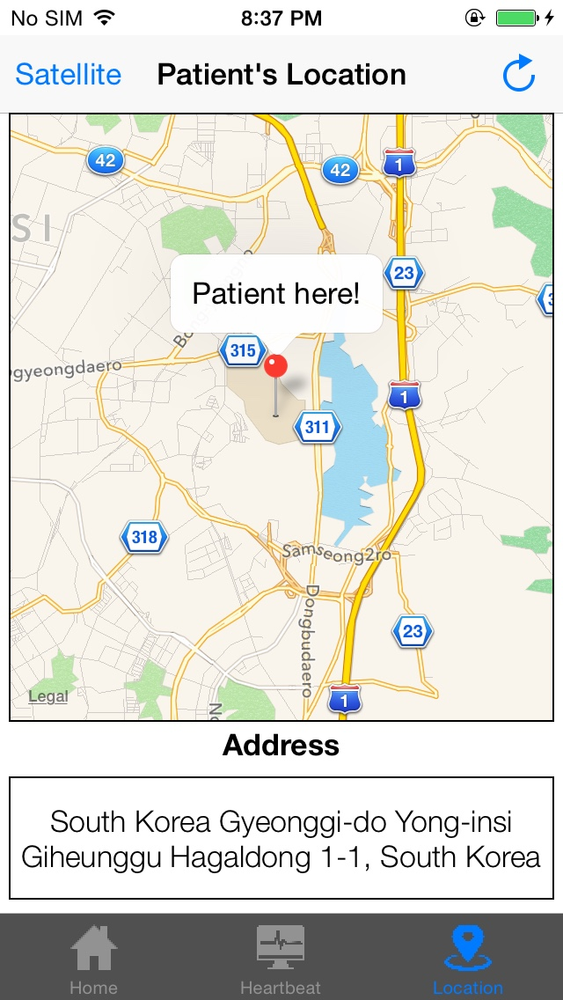 No SIM 8:37 PM
Satellite Patient's Location
42
42
1
SI
23
Patient here!
315
gyeongdaero
1
311
318
Samseong2ro
Dongbudaero
23
Legal
1
Address
South Korea Gyeonggi-do Yong-insi
Giheunggu Hagaldong 1-1, South Korea
Home Heartbeat Location